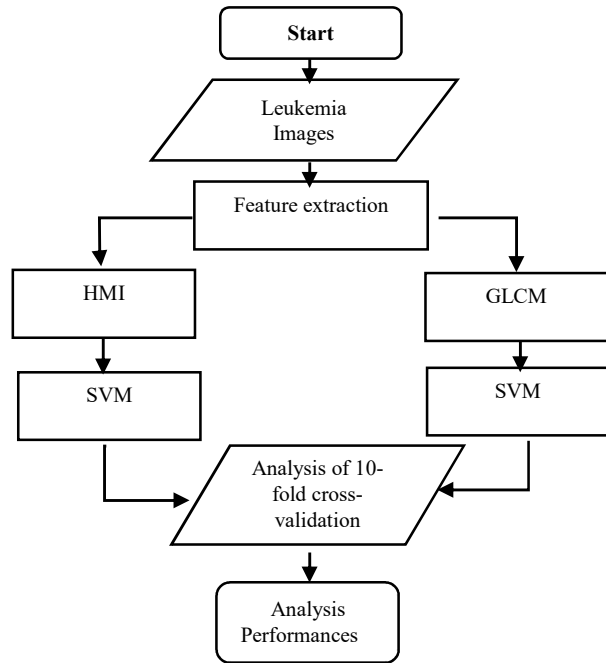 Start
Leukemia
Images
Feature extraction
HMI
GLCM
SVM
SVM
Analysis of 10-
fold cross-
validation
Analysis
Performances